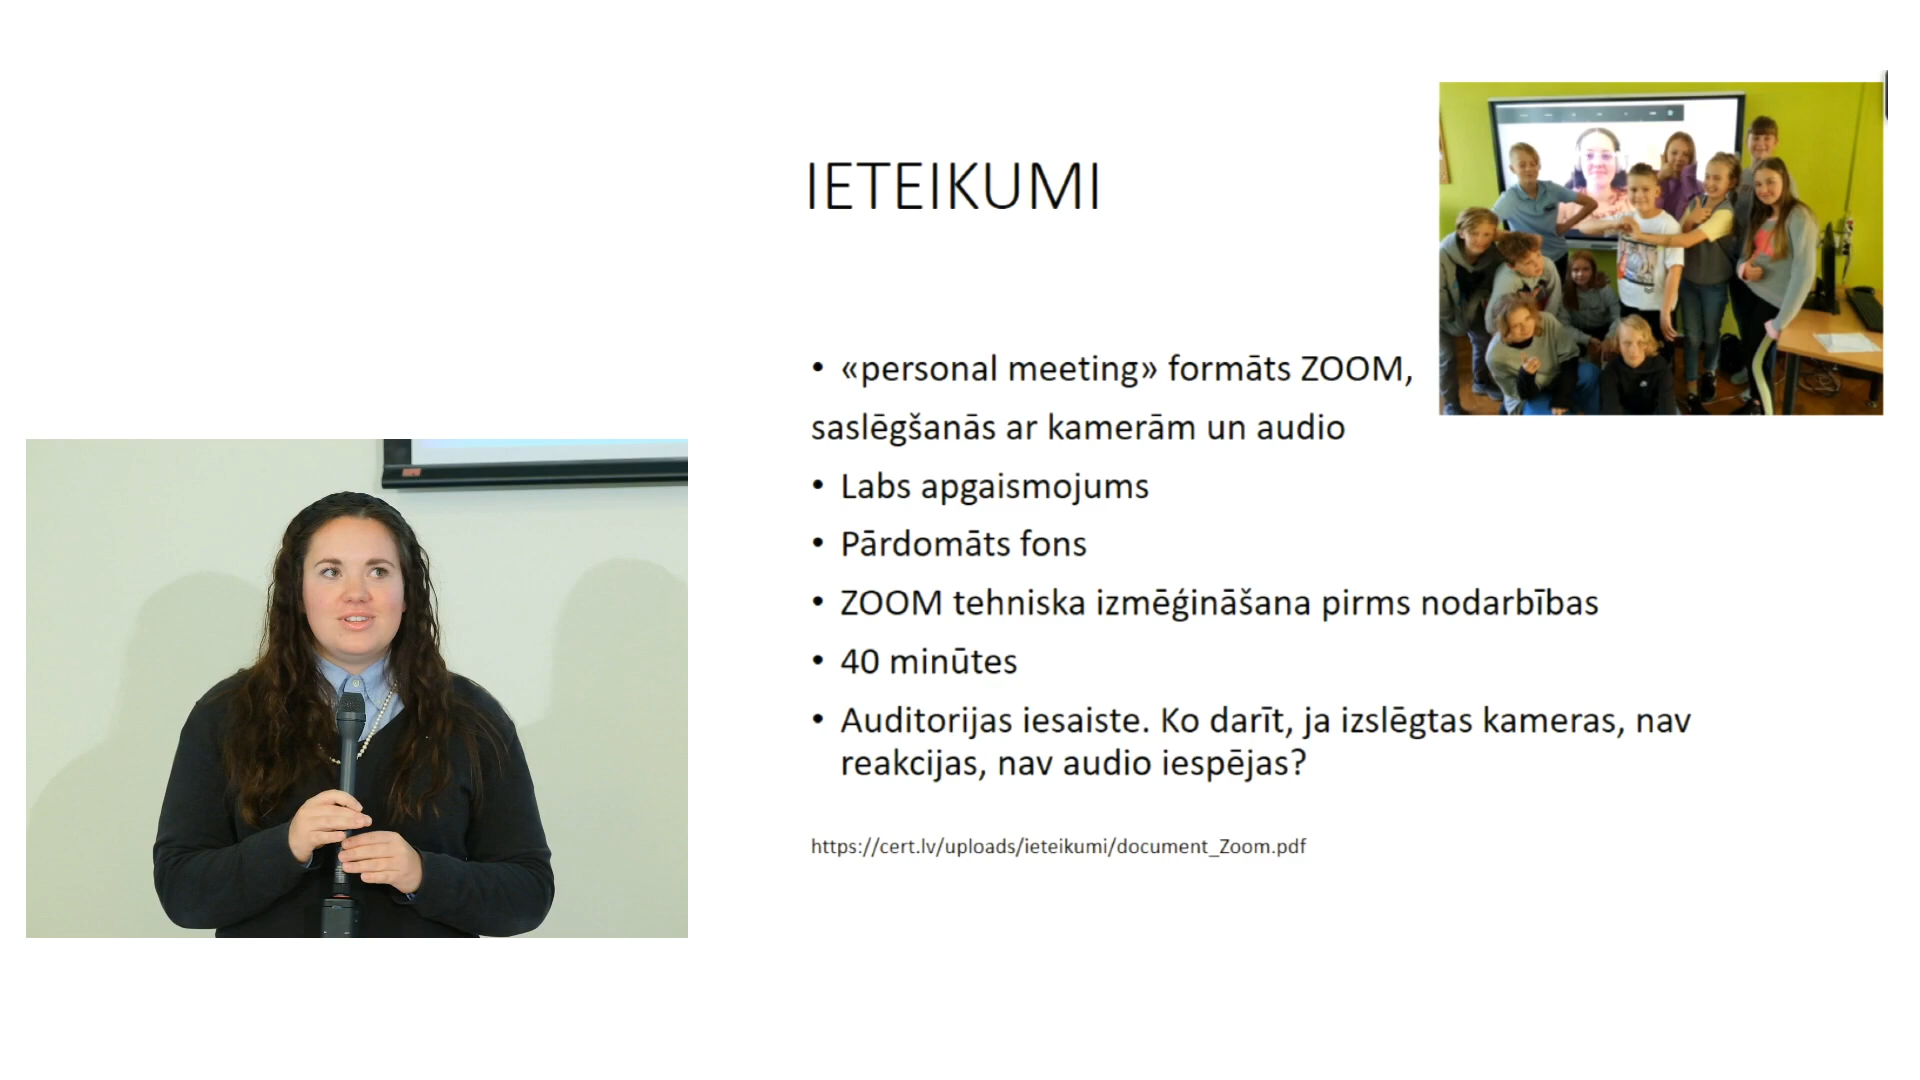 IETEIKUMI
• «personal meeting» formāts ZOOM,
saslēgšanās ar kamerām un audio
• Labs apgaismojums
• Pārdomāts fons
• ZOOM tehniska izmēģināšana pirms nodarbības
• 40 minūtes
• Auditorijas iesaiste. Ko darīt, ja izslēgtas kameras, nav
reakcijas, nav audio iespējas?
https://cert.lv/uploads/ieteikumi/document_Zoom.pdf